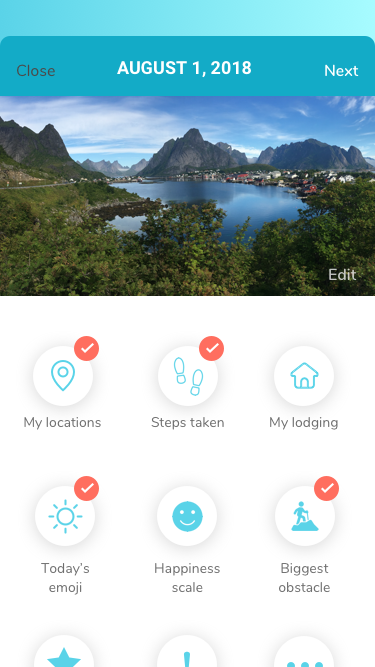 Close
AUGUST 1, 2018
Next
Edit
My locations
Steps taken
My lodging
Today's
emoji
Happiness
scale
Biggest
obstacle